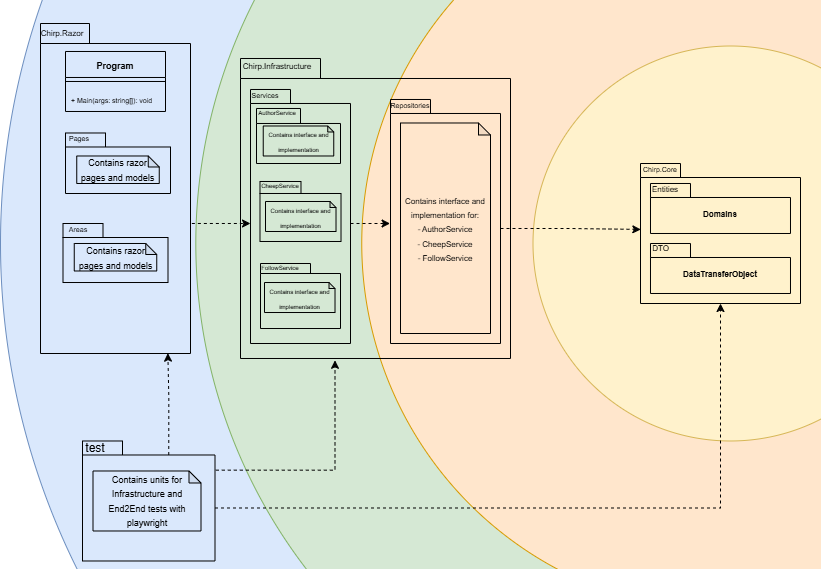 Chirp.Razor
Program
+ Main(args: string[]): void
Pages
Contains razor
pages and models
Areas
Contains razor
pages and models
Chirp.Infrastructure
Services
AuthorService
Contains interface and
implementation
CheepService
Contains interface and
implementation
FollowService
Contains interface and
implementation
Repositories
Contains interface and
implementation for:
- AuthorService
- CheepService
- FollowService
Chirp.Core
Entities
Domains
DTO
DataTransferObject
test
Contains units for
Infrastructure and
End2End tests with
playwright